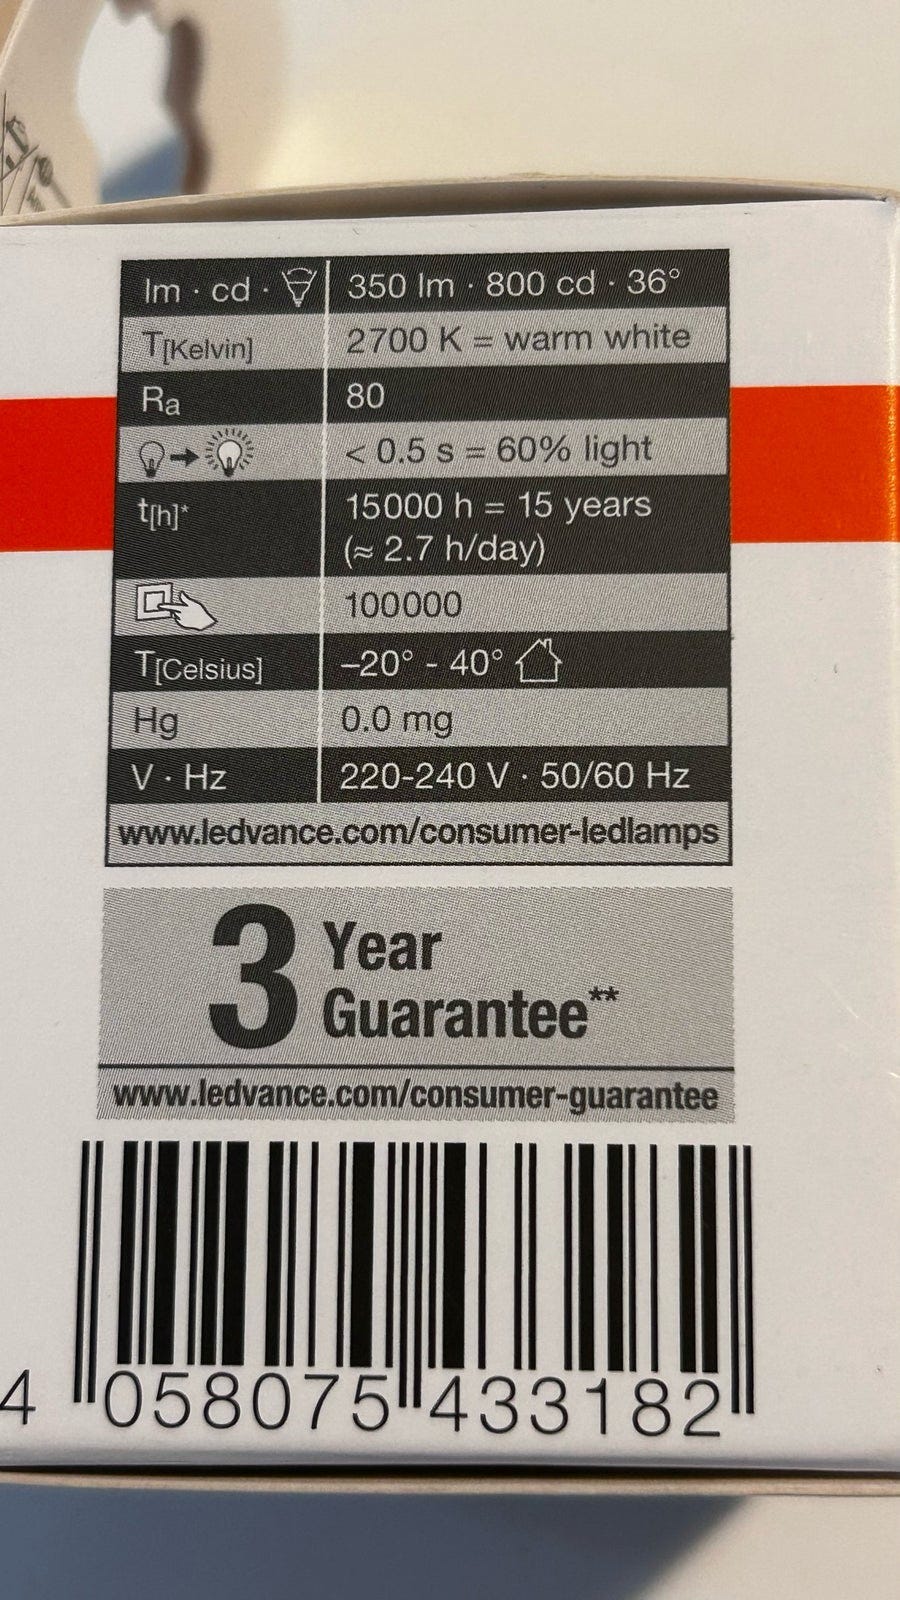 lm · cd · 350 lm · 800 cd · 36°
T[Kelvin] 2700 K = warm white
Ra 80
< 0.5 s = 60% light
t[h]* 15000 h = 15 years
(≈ 2.7 h/day)
100000
T[Celsius] –20° - 40°
Hg 0.0 mg
V · Hz 220-240 V · 50/60 Hz
www.ledvance.com/consumer-ledlamps
3 Year
Guarantee**
www.ledvance.com/consumer-guarantee
4 058075 433182